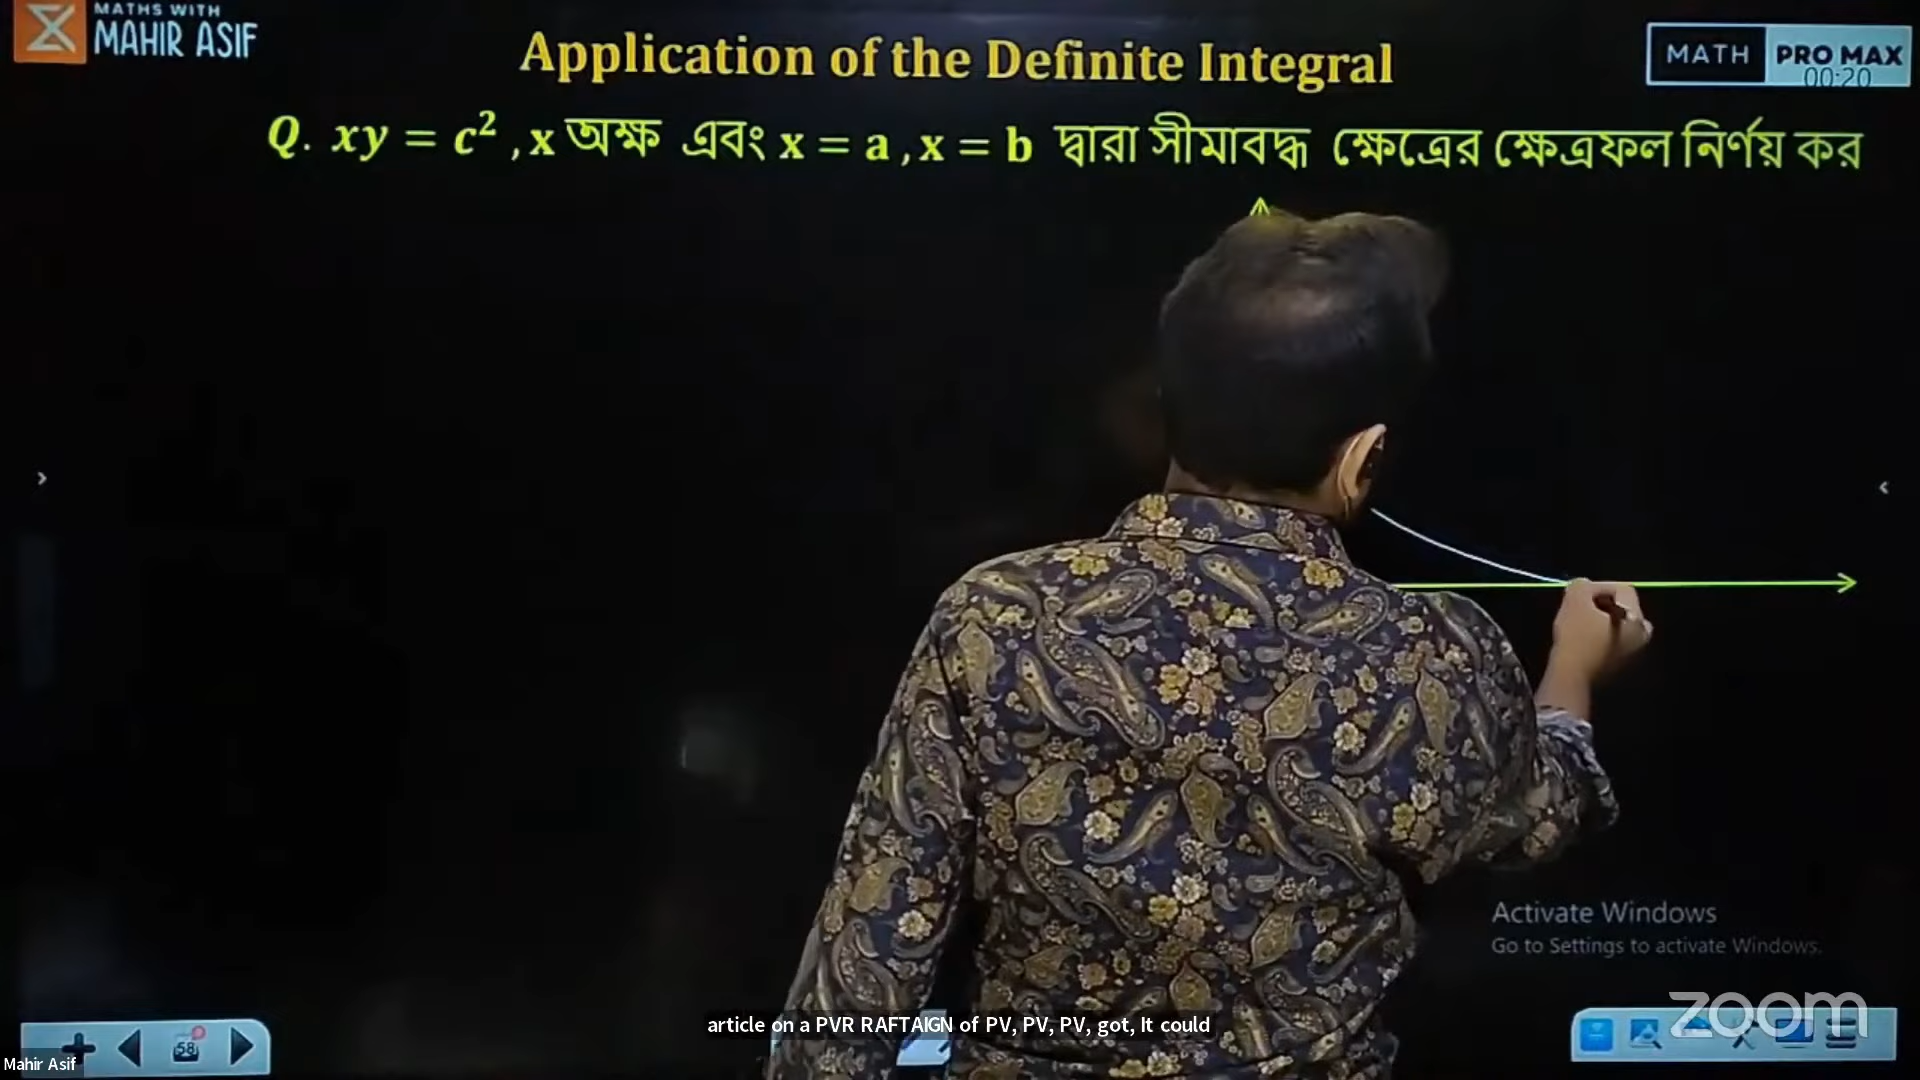 MATHS WITH
MAHIR ASIF
Application of the Definite Integral
MATH PRO MAX
00:20
Q. xy = c² , x অক্ষ এবং x = a , x = b দ্বারা সীমাবদ্ধ ক্ষেত্রের ক্ষেত্রফল নির্ণয় কর
Activate Windows
Go to Settings to activate Windows.
zoom
article on a PVR RAFTAIGN of PV, PV, PV, got, It could
58
Mahir Asif